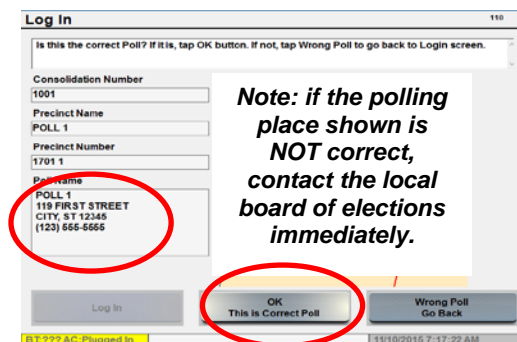 Log In
110
Is this the correct Poll? If it is, tap OK button. If not, tap Wrong Poll to go back to Login screen.
Consolidation Number
1001
Precinct Name
POLL 1
Precinct Number
1701 1
Poll Name
POLL 1
119 FIRST STREET
CITY, ST 12345
(123) 555-5555
Note: if the polling
place shown is
NOT correct,
contact the local
board of elections
immediately.
Log In
OK
This is Correct Poll
Wrong Poll
Go Back
BT:??? AC:Plugged In
11/10/2015 7:17:22 AM